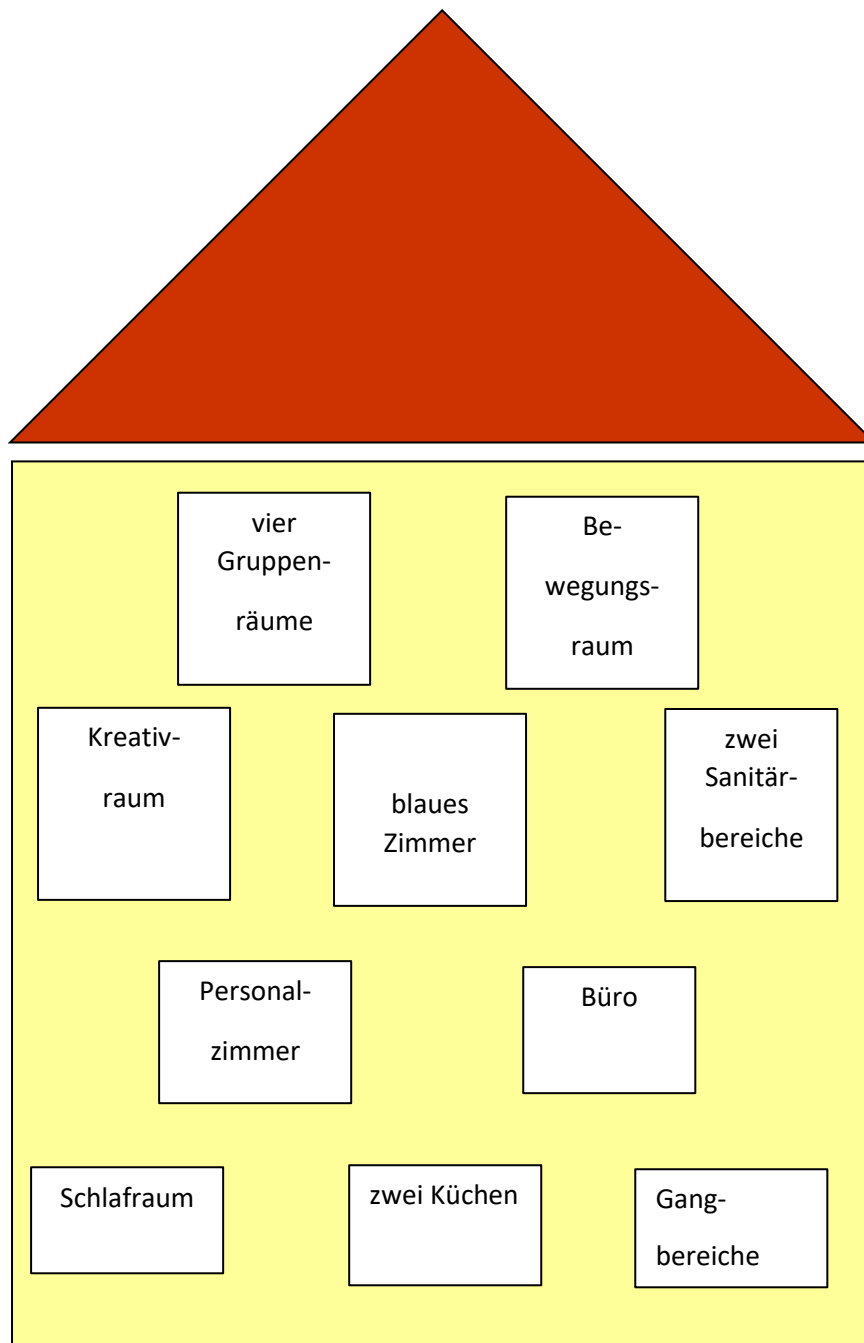 vier
Gruppen-
räume
Be-
wegungs-
raum
Kreativ-
raum
blaues
Zimmer
zwei
Sanitär-
bereiche
Personal-
zimmer
Büro
Schlafraum
zwei Küchen
Gang-
bereiche